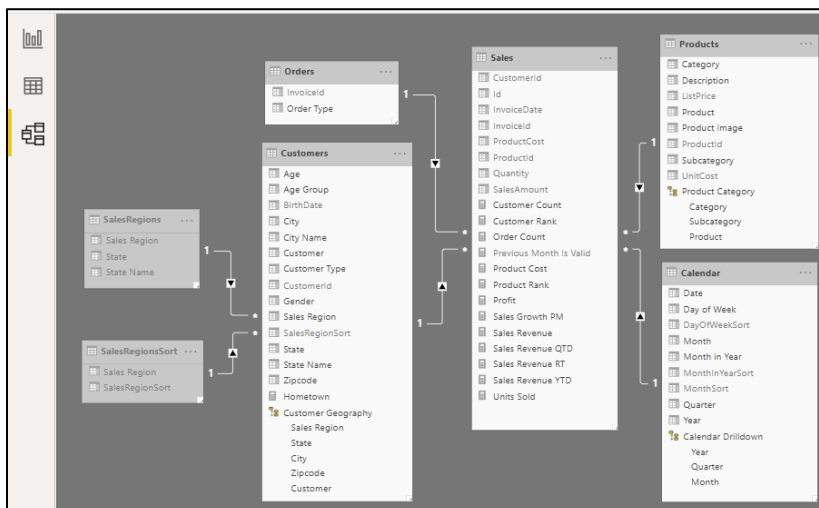 Orders
InvoiceId
Order Type
1
Customers
Age
Age Group
BirthDate
City
City Name
Customer
Customer Type
CustomerId
Gender
Sales Region
SalesRegionSort
State
State Name
Zipcode
Hometown
Customer Geography
Sales Region
State
City
Zipcode
Customer
1
SalesRegions
Sales Region
State
State Name
1
*
*
SalesRegionsSort
Sales Region
SalesRegionSort
1
Sales
CustomerId
Id
InvoiceDate
InvoiceId
ProductCost
ProductId
Quantity
SalesAmount
Customer Count
Customer Rank
Order Count
Previous Month Is Valid
Product Cost
Product Rank
Profit
Sales Growth PM
Sales Revenue
Sales Revenue QTD
Sales Revenue RT
Sales Revenue YTD
Units Sold
*
*
*
*
Products
Category
Description
ListPrice
Product
Product Image
ProductId
Subcategory
UnitCost
Product Category
Category
Subcategory
Product
1
Calendar
Date
Day of Week
DayOfWeekSort
Month
Month in Year
MonthInYearSort
MonthSort
Quarter
Year
Calendar Drilldown
Year
Quarter
Month
1